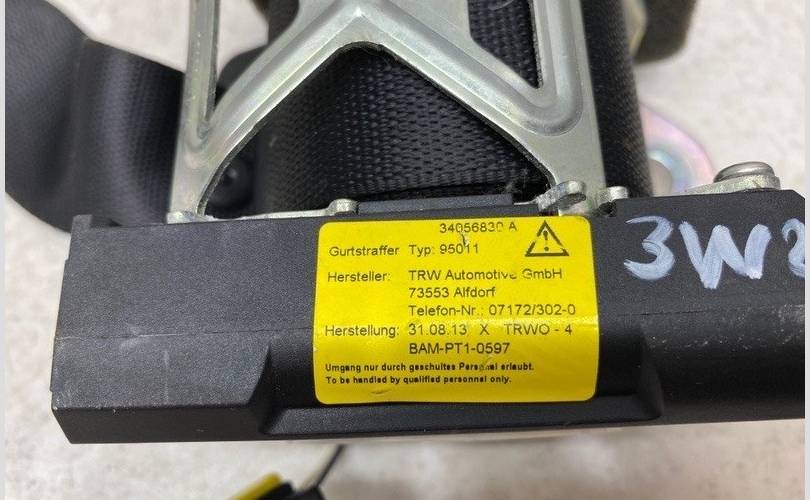 34056830 A
Gurtstraffer Typ: 95011
Hersteller: TRW Automotive GmbH
73553 Alfdorf
Telefon-Nr.: 07172/302-0
Herstellung: 31.08.13, X TRWO - 4
BAM-PT1-0597
Umgang nur durch geschultes Personal erlaubt.
To be handled by qualified personnel only.